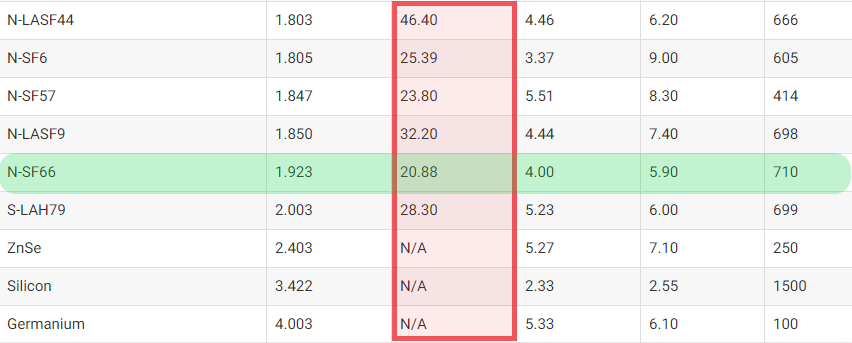 N-LASF44 1.803 46.40 4.46 6.20 666
N-SF6 1.805 25.39 3.37 9.00 605
N-SF57 1.847 23.80 5.51 8.30 414
N-LASF9 1.850 32.20 4.44 7.40 698
N-SF66 1.923 20.88 4.00 5.90 710
S-LAH79 2.003 28.30 5.23 6.00 699
ZnSe 2.403 N/A 5.27 7.10 250
Silicon 3.422 N/A 2.33 2.55 1500
Germanium 4.003 N/A 5.33 6.10 100